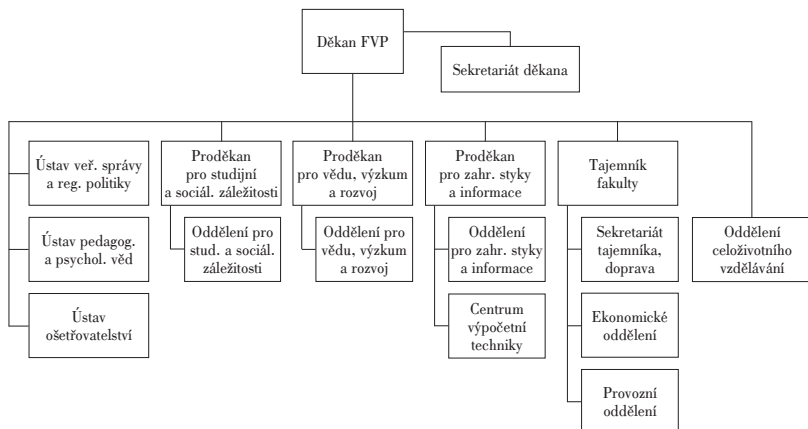 Děkan FVP
Sekretariát děkana
Ústav veř. správy
a reg. politiky
Proděkan
pro studijní
a sociál. záležitosti
Proděkan
pro vědu, výzkum
a rozvoj
Proděkan
pro zahr. styky
a informace
Tajemník
fakulty
Ústav pedagog.
a psychol. věd
Oddělení pro
stud. a sociál.
záležitosti
Oddělení pro
vědu, výzkum
a rozvoj
Oddělení
pro zahr. styky
a informace
Sekretariát
tajemníka,
doprava
Oddělení
celoživotního
vzdělávání
Ústav
ošetřovatelství
Centrum
výpočetní
techniky
Ekonomické
oddělení
Provozní
oddělení